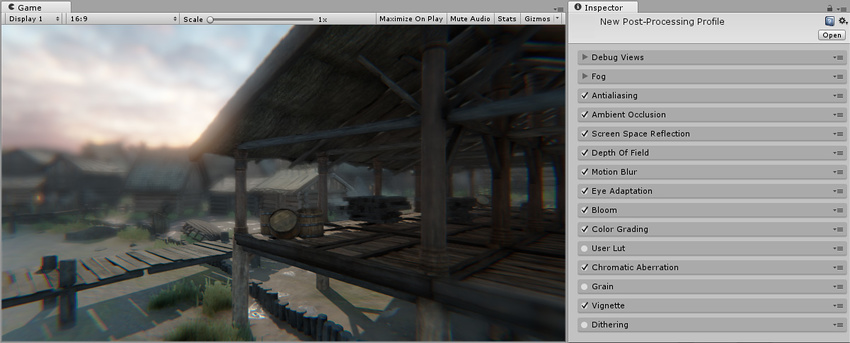 Game
Display 1 16:9 Scale 1x Maximize On Play Mute Audio Stats Gizmos
Inspector
New Post-Processing Profile
Open
Debug Views
Fog
Antialiasing
Ambient Occlusion
Screen Space Reflection
Depth Of Field
Motion Blur
Eye Adaptation
Bloom
Color Grading
User Lut
Chromatic Aberration
Grain
Vignette
Dithering